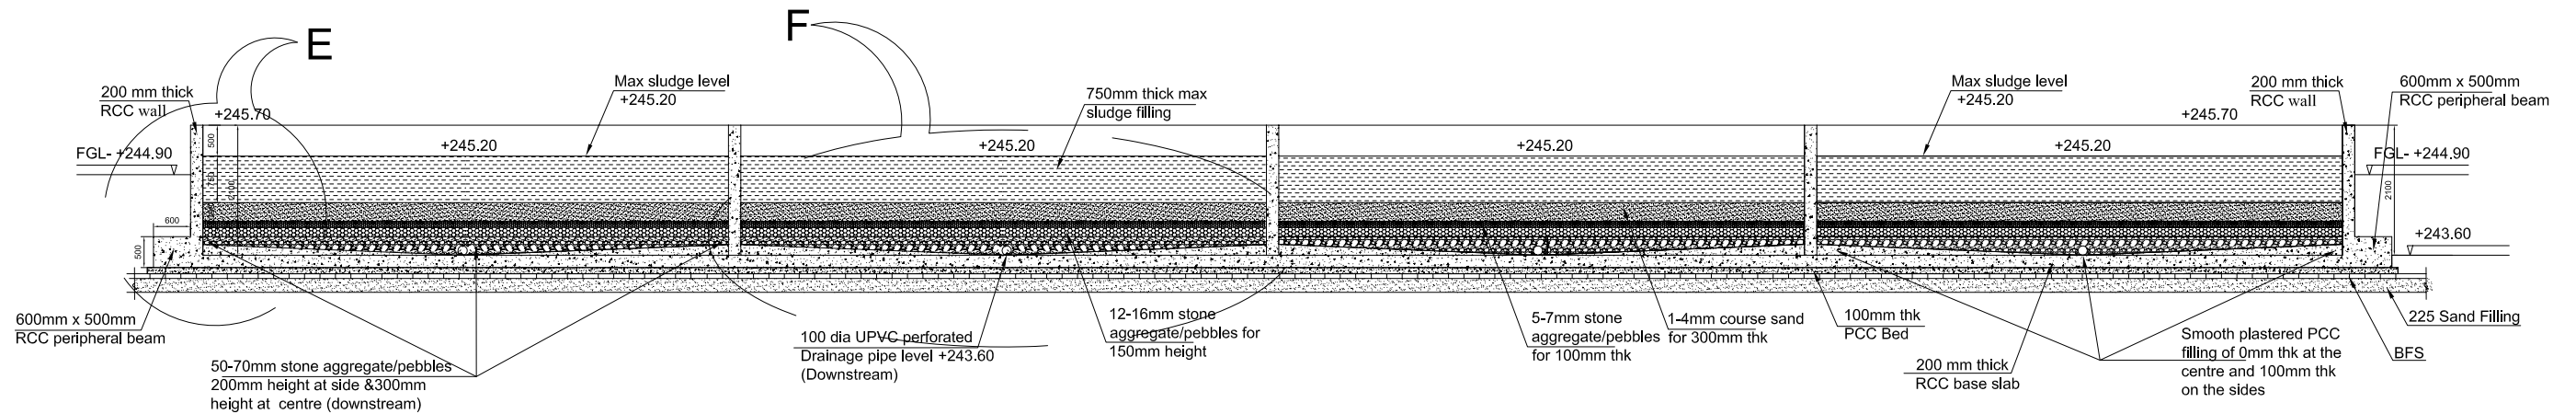 E
F
200 mm thick
RCC wall
+245.70
Max sludge level
+245.20
750mm thick max
sludge filling
Max sludge level
+245.20
200 mm thick
RCC wall
600mm x 500mm
RCC peripheral beam
+245.70
FGL- +244.90
500
750
2100
+245.20
+245.20
+245.20
+245.20
FGL- +244.90
2100
600
500
+243.60
600mm x 500mm
RCC peripheral beam
50-70mm stone aggregate/pebbles
200mm height at side &300mm
height at centre (downstream)
100 dia UPVC perforated
Drainage pipe level +243.60
(Downstream)
12-16mm stone
aggregate/pebbles for
150mm height
5-7mm stone
aggregate/pebbles
for 100mm thk
1-4mm course sand
for 300mm thk
100mm thk
PCC Bed
200 mm thick
RCC base slab
Smooth plastered PCC
filling of 0mm thk at the
centre and 100mm thk
on the sides
BFS
225 Sand Filling